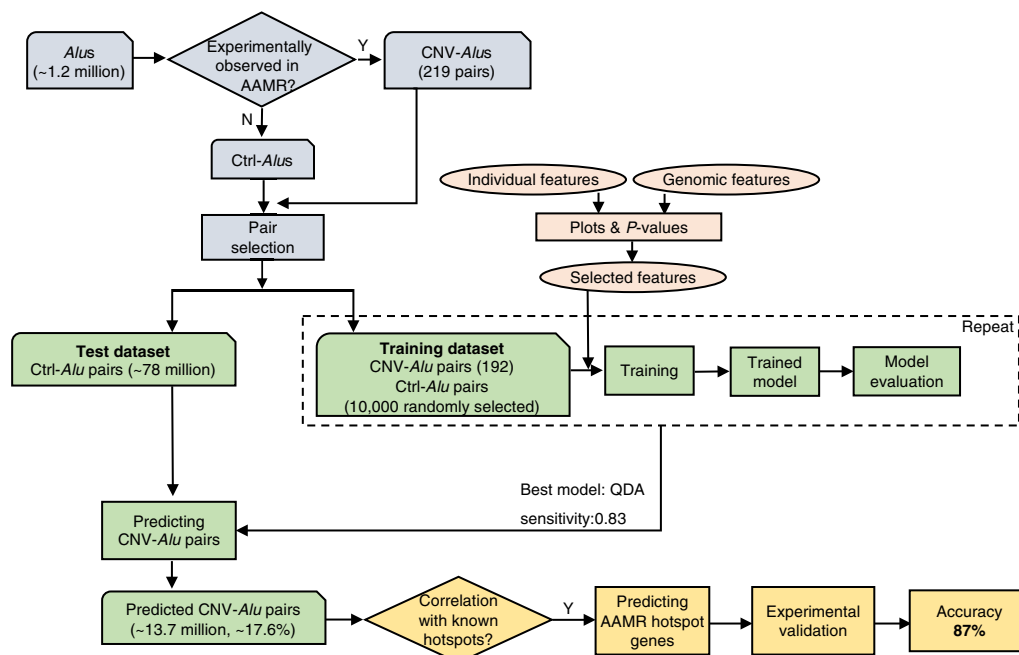 Alus
(~1.2 million)
Experimentally
observed in
AAMR?
Y
CNV-Alus
(219 pairs)
N
Ctrl-Alus
Pair
selection
Individual features
Genomic features
Plots & P-values
Selected features
Repeat
Test dataset
Ctrl-Alu pairs (~78 million)
Training dataset
CNV-Alu pairs (192)
Ctrl-Alu pairs
(10,000 randomly selected)
Training
Trained
model
Model
evaluation
Best model: QDA
sensitivity:0.83
Predicting
CNV-Alu pairs
Predicted CNV-Alu pairs
(~13.7 million, ~17.6%)
Correlation
with known
hotspots?
Y
Predicting
AAMR hotspot
genes
Experimental
validation
Accuracy
87%